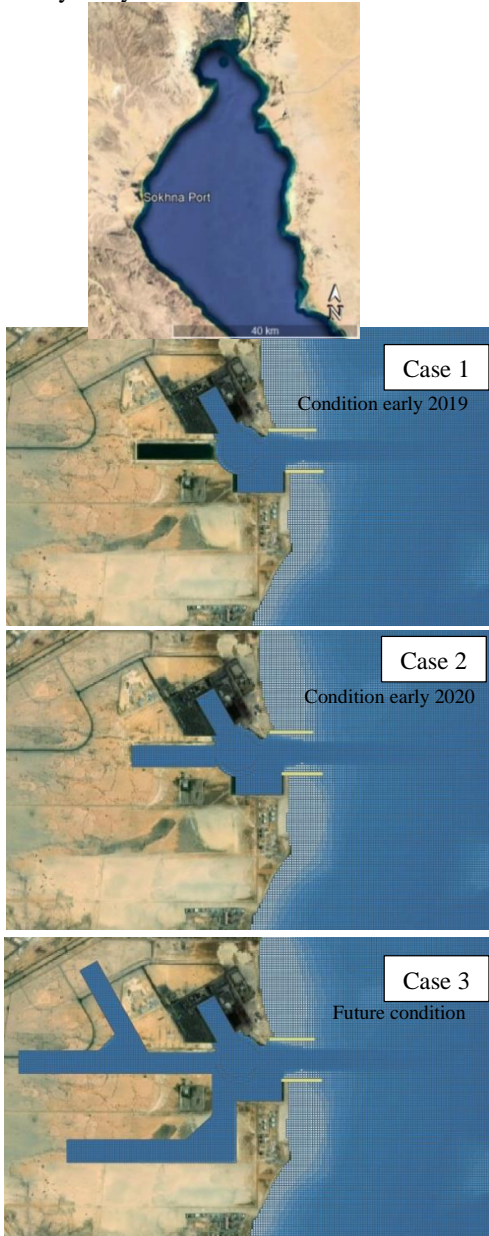 Sokhna Port
N
40 km
Case 1
Condition early 2019
Case 2
Condition early 2020
Case 3
Future condition